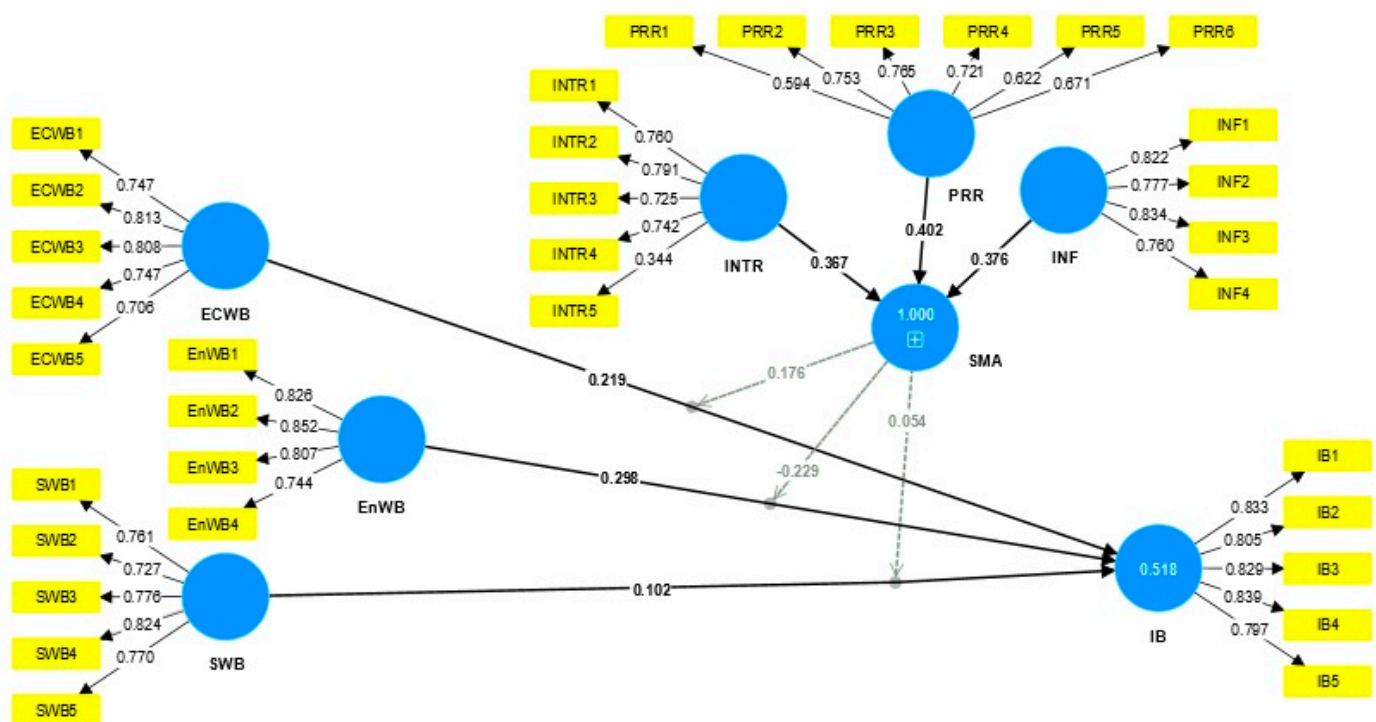 PRR1 PRR2 PRR3 PRR4 PRR5 PRR6
0.594 0.753 0.765 0.721 0.622 0.671
PRR
INTR1
INTR2
INTR3
INTR4
INTR5
0.760
0.791
0.725
0.742
0.344
INTR
INF1
INF2
INF3
INF4
0.822
0.777
0.834
0.760
INF
0.367
0.402
0.376
1.000
SMA
ECWB1
ECWB2
ECWB3
ECWB4
ECWB5
0.747
0.813
0.808
0.747
0.706
ECWB
0.219
0.176
-0.229
0.054
EnWB1
EnWB2
EnWB3
EnWB4
0.826
0.852
0.807
0.744
EnWB
0.298
SWB1
SWB2
SWB3
SWB4
SWB5
0.761
0.727
0.776
0.824
0.770
SWB
0.102
0.518
IB
0.833
0.805
0.829
0.839
0.797
IB1
IB2
IB3
IB4
IB5